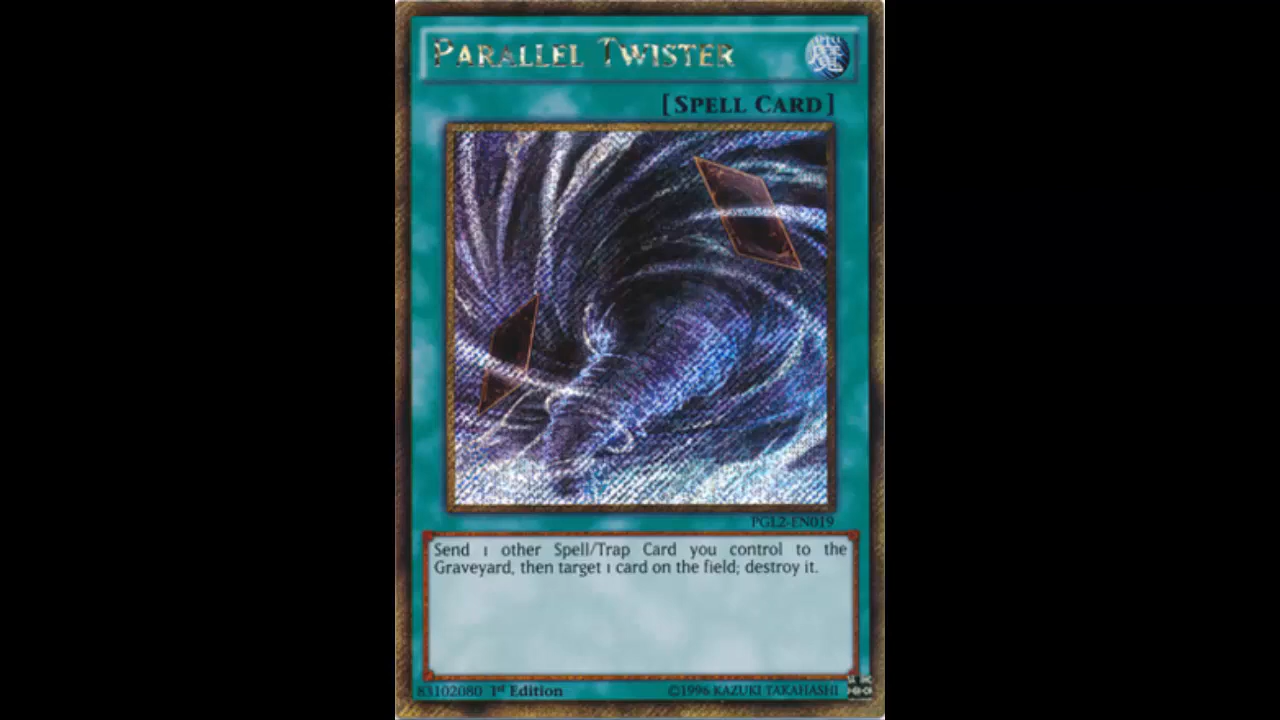 Parallel Twister
[Spell Card]
PGL2-EN019
Send 1 other Spell/Trap Card you control to the
Graveyard, then target 1 card on the field; destroy it.
83102080 1st Edition ©1996 KAZUKI TAKAHASHI